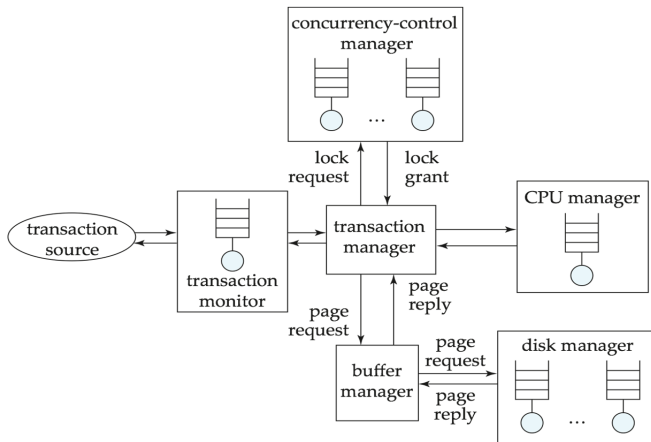 concurrency-control
manager
...
lock
request
lock
grant
transaction
source
transaction
monitor
transaction
manager
CPU manager
page
request
page
reply
buffer
manager
page
request
page
reply
disk manager
...